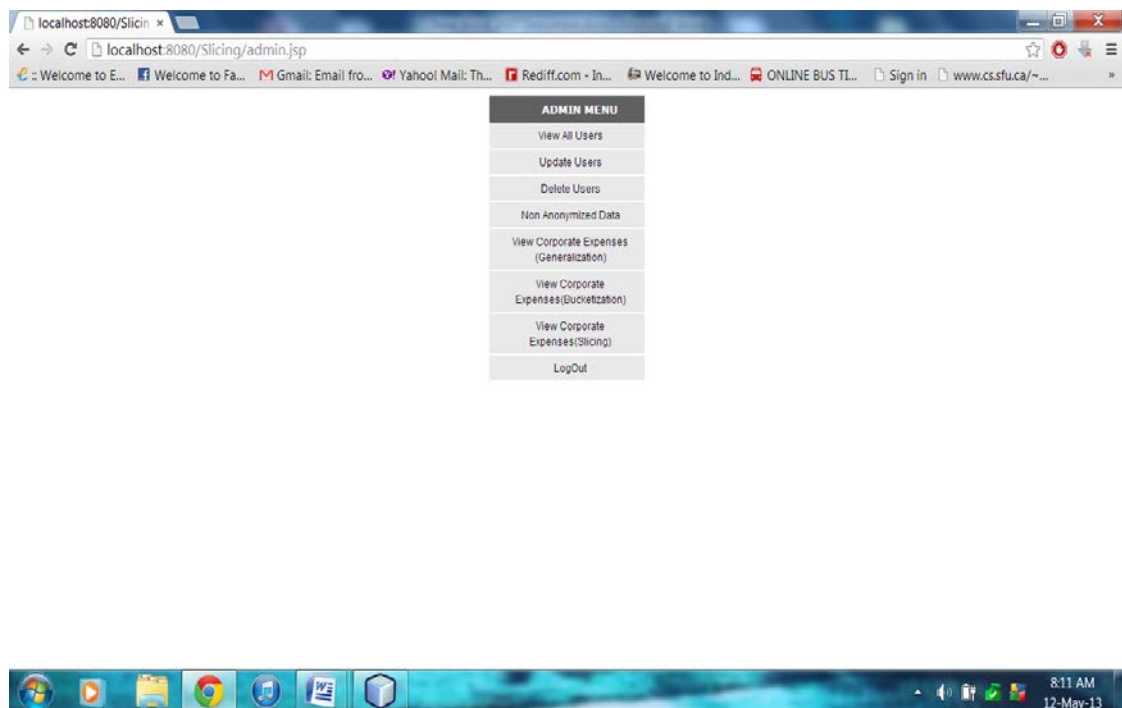 localhost:8080/Slicin
localhost:8080/Slicing/admin.jsp
:: Welcome to E... Welcome to Fa... Gmail: Email fro... Yahoo! Mail: Th... Rediff.com - In... Welcome to Ind... ONLINE BUS TI... Sign in www.cs.sfu.ca/~...
ADMIN MENU
View All Users
Update Users
Delete Users
Non Anonymized Data
View Corporate Expenses
(Generalization)
View Corporate
Expenses(Bucketization)
View Corporate
Expenses(Slicing)
LogOut
8:11 AM
12-May-13